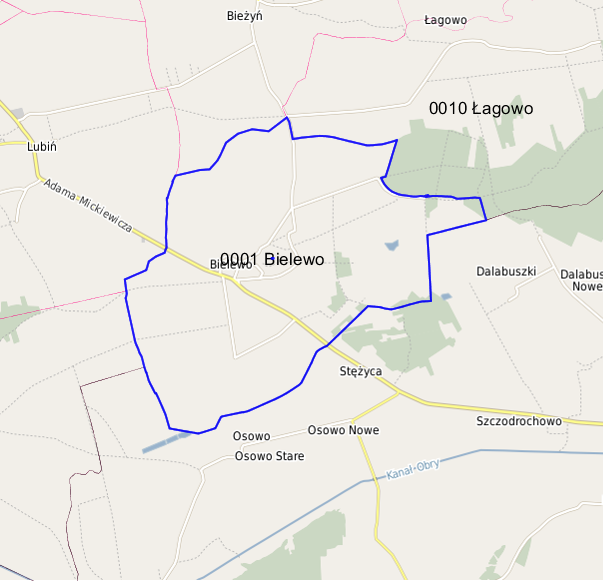 Bieżyń
Łagowo
0010 Łagowo
Lubiń
Adama Mickiewicza
Bielewo
0001 Bielewo
Dalabuszki
Dalabus
Nowe
Stężyca
Szczodrochowo
Osowo
Osowo Nowe
Osowo Stare
Kanał-Obry